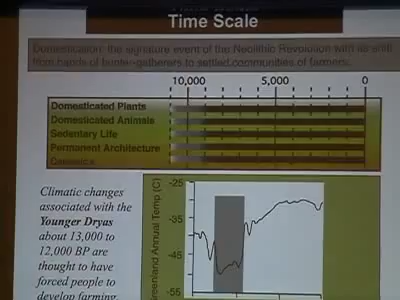 Time Scale
Domestication: the signature event of the Neolithic Revolution with its shift
from bands of hunter-gatherers to settled communities of farmers.
10,000 5,000 0
Domesticated Plants
Domesticated Animals
Sedentary Life
Permanent Architecture
Ceramics
Climatic changes
associated with the
Younger Dryas
about 13,000 to
12,000 BP are
thought to have
forced people to
develop farming.
Greenland Annual Temp (C)
-25
-35
-45
-55